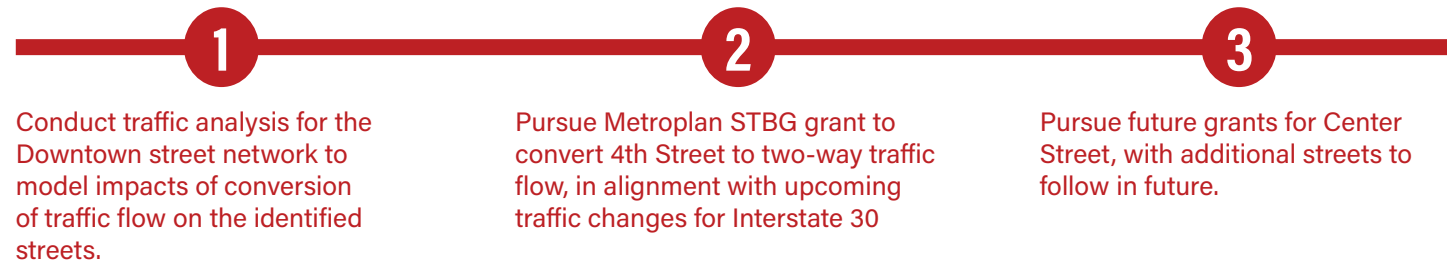 1
Conduct traffic analysis for the
Downtown street network to
model impacts of conversion
of traffic flow on the identified
streets.
2
Pursue Metroplan STBG grant to
convert 4th Street to two-way traffic
flow, in alignment with upcoming
traffic changes for Interstate 30
3
Pursue future grants for Center
Street, with additional streets to
follow in future.